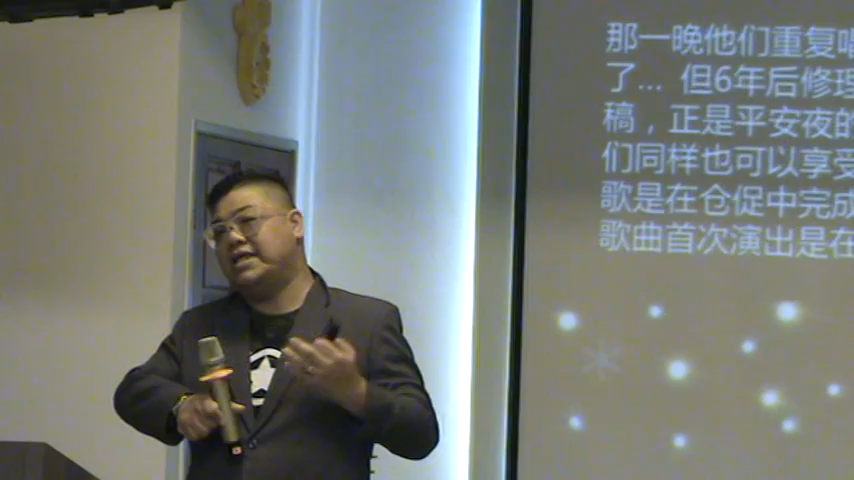 那一晚他们重复唱
了... 但6年后修理
稿，正是平安夜的
们同样也可以享受
歌是在仓促中完成
歌曲首次演出是在